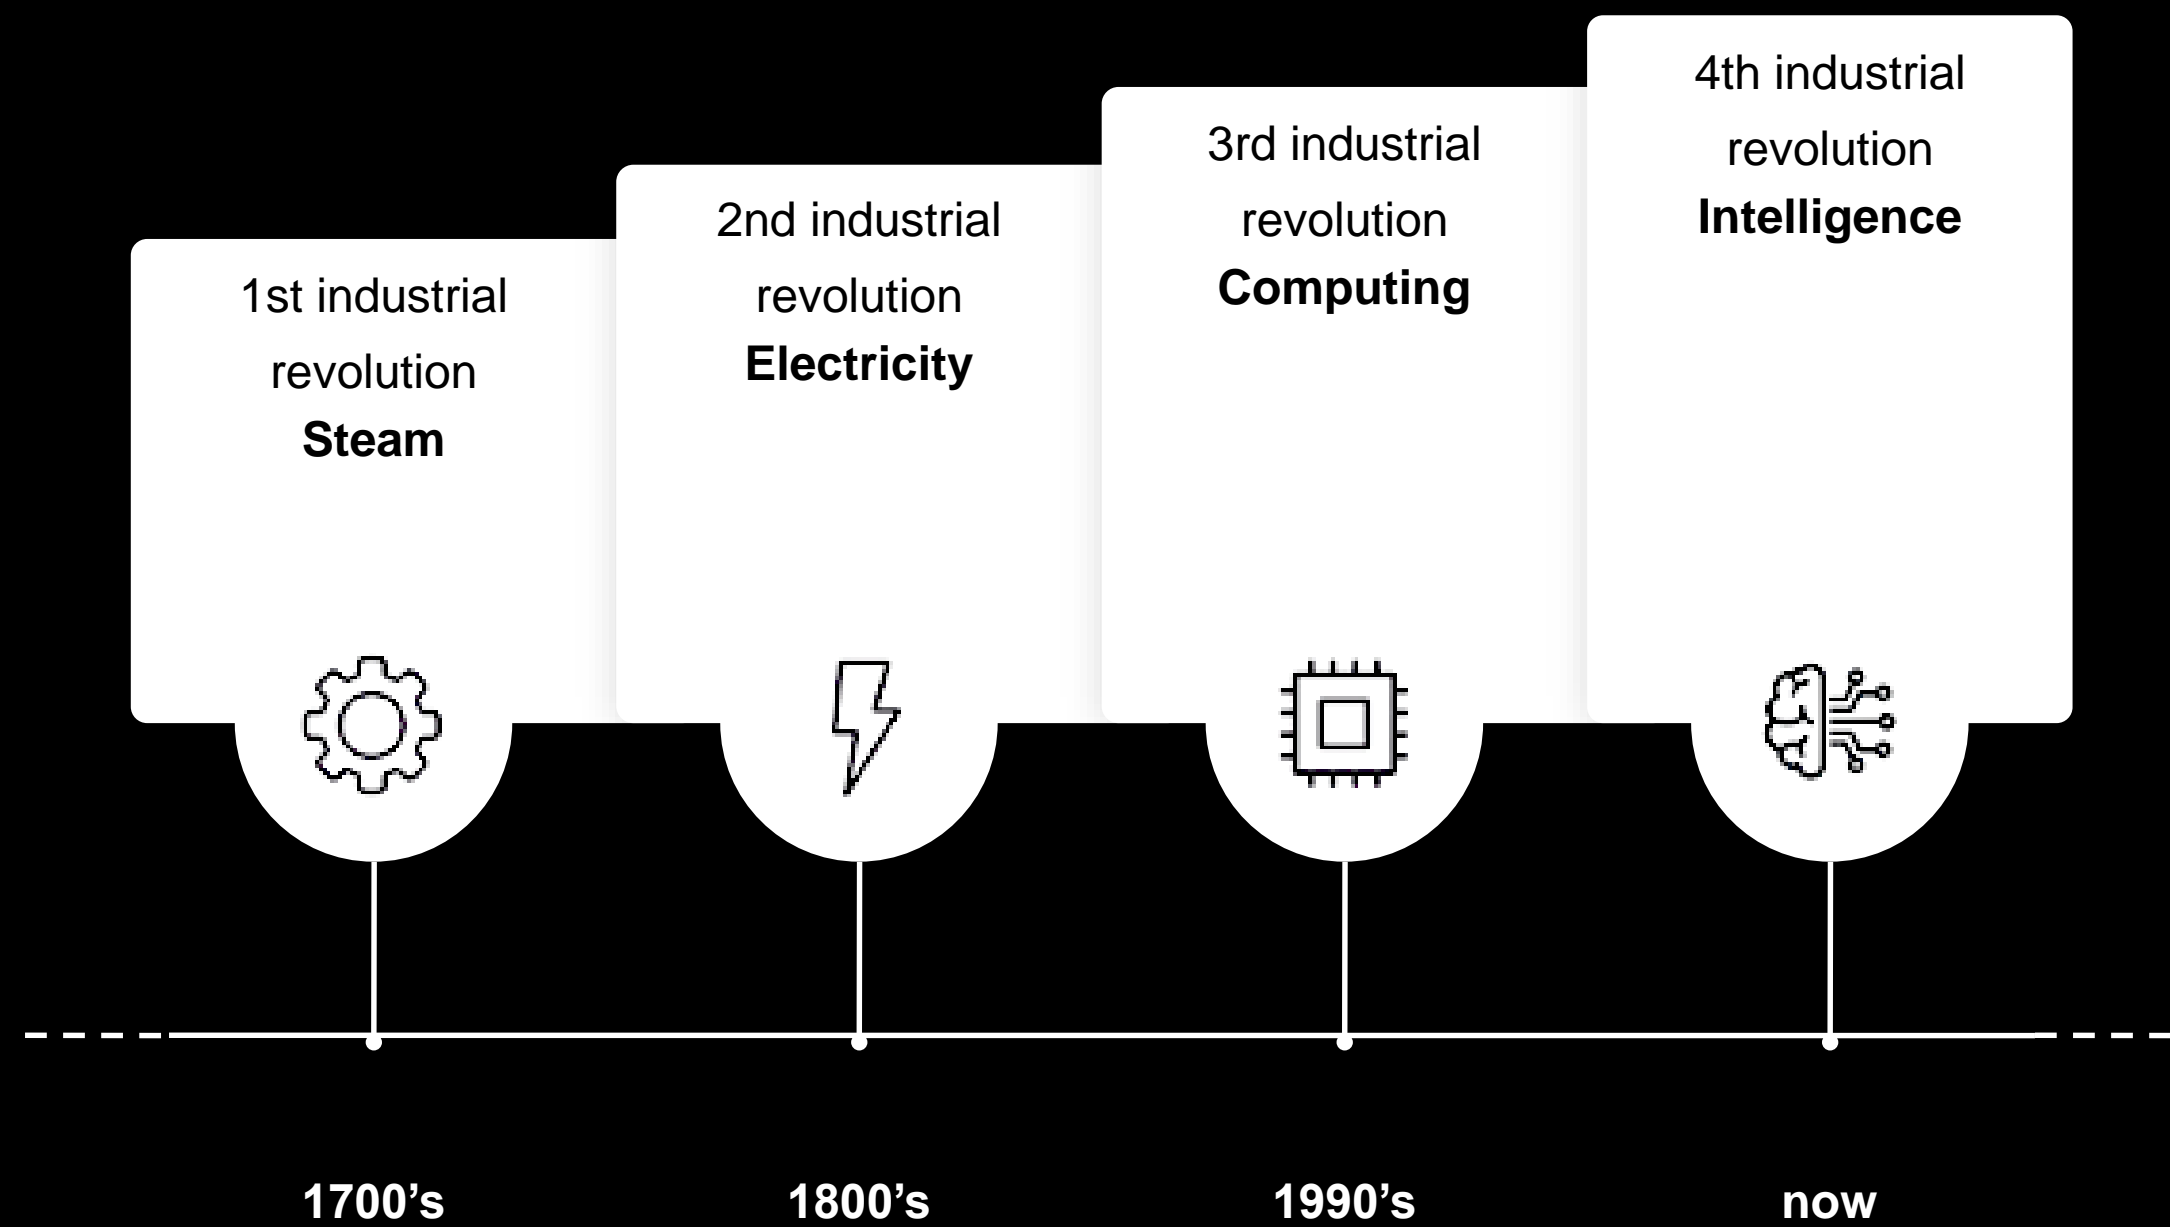 1st industrial
revolution
Steam
2nd industrial
revolution
Electricity
3rd industrial
revolution
Computing
4th industrial
revolution
Intelligence
1700’s
1800’s
1990’s
now